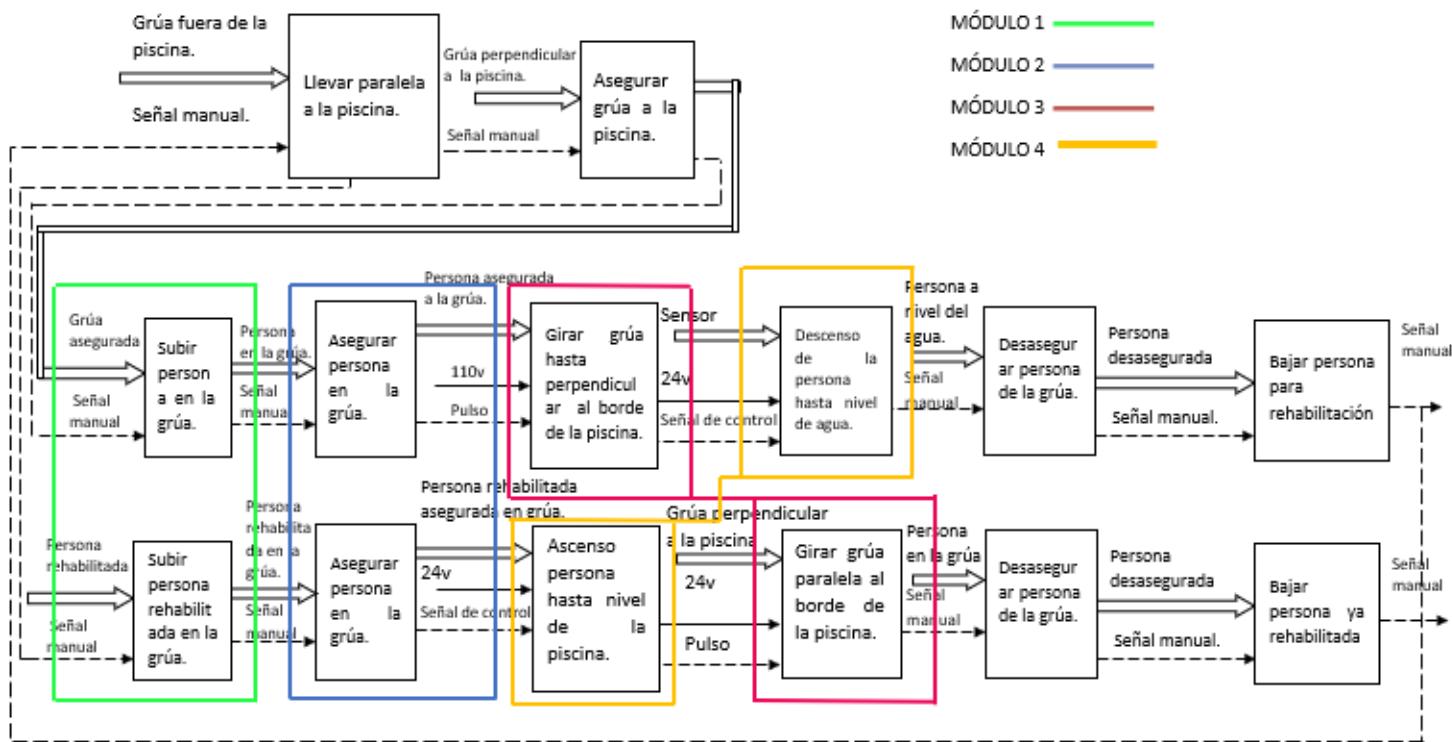 Grúa fuera de la
piscina.
Señal manual.
Llevar paralela
a la piscina.
Grúa perpendicular
a la piscina.
Señal manual
Asegurar
grúa a la
piscina.
MÓDULO 1
MÓDULO 2
MÓDULO 3
MÓDULO 4
Grúa
asegurada
Señal
manual
Subir
person
a en la
grúa.
Persona
en la grúa.
Señal
manual
Asegurar
persona
en la
grúa.
Persona asegurada
a la grúa.
110v
Pulso
Girar grúa
hasta
perpendicul
ar al borde
de la piscina.
Sensor
24v
Señal de control
Descenso
de la
persona
hasta nivel
de agua.
Persona a
nivel del
agua.
Señal
manual
Desasegur
ar persona
de la grúa.
Persona
desasegurada
Señal manual.
Bajar persona
para
rehabilitación
Señal
manual
Persona
rehabilitada
Señal
manual
Subir
persona
rehabilit
ada en la
grúa.
Persona
rehabilita
da en la
grúa.
Señal
manual
Asegurar
persona
en la
grúa.
Persona rehabilitada
asegurada en grúa.
24v
Señal de control
Ascenso
persona
hasta nivel
de la
piscina.
Grúa perpendicular
a la piscina
24v
Pulso
Girar grúa
paralela al
borde de
la piscina.
Persona
en la grúa
Señal
manual
Desasegur
ar persona
de la grúa.
Persona
desasegurada
Señal manual.
Bajar
persona ya
rehabilitada
Señal
manual